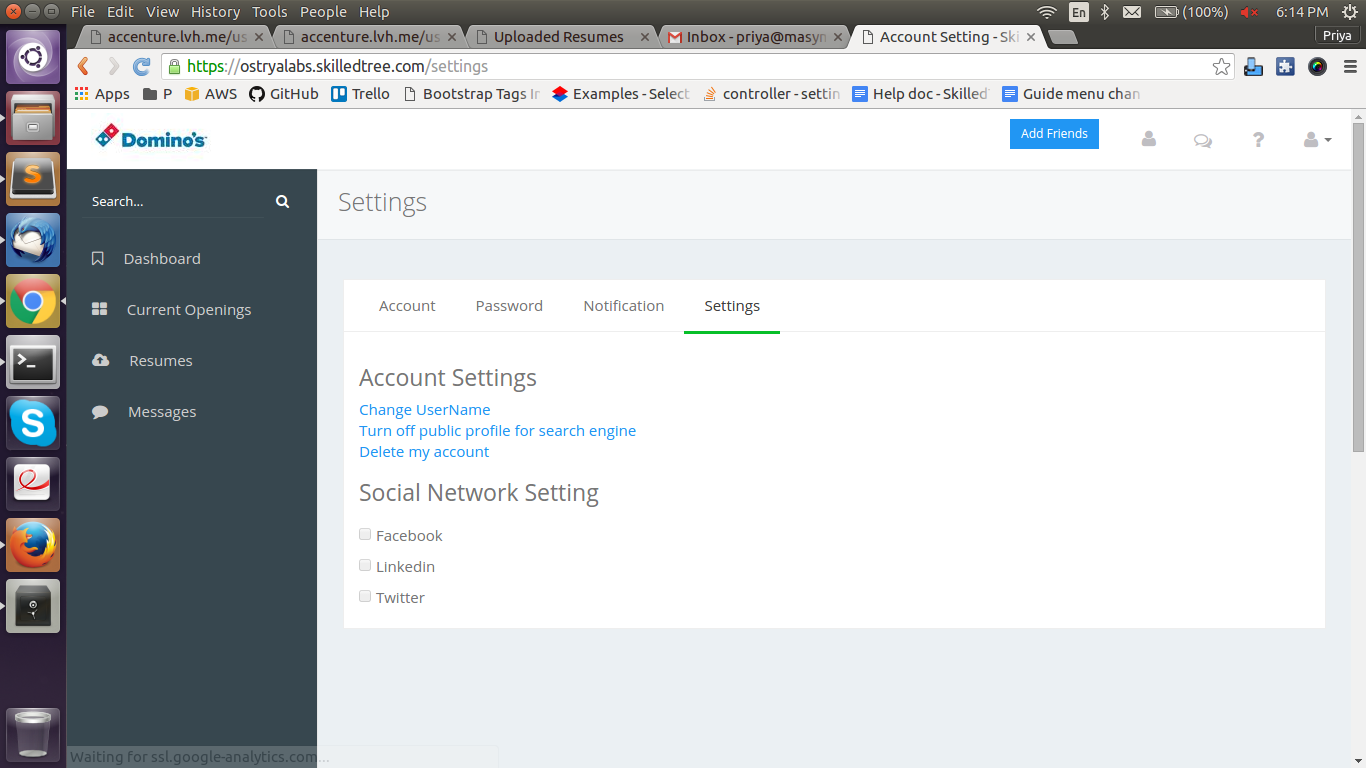 File Edit View History Tools People Help
En (100%) 6:14 PM
accenture.lvh.me/us accenture.lvh.me/us Uploaded Resumes Inbox - priya@masyn Account Setting - Ski Priya
https://ostryalabs.skilledtree.com/settings
Apps P AWS GitHub Trello Bootstrap Tags In Examples - Select controller - settin Help doc - Skilled Guide menu chan
Domino's
Add Friends
Search...
Settings
Dashboard
Current Openings
Resumes
Messages
Account Password Notification Settings
Account Settings
Change UserName
Turn off public profile for search engine
Delete my account
Social Network Setting
Facebook
Linkedin
Twitter
Waiting for ssl.google-analytics.com...